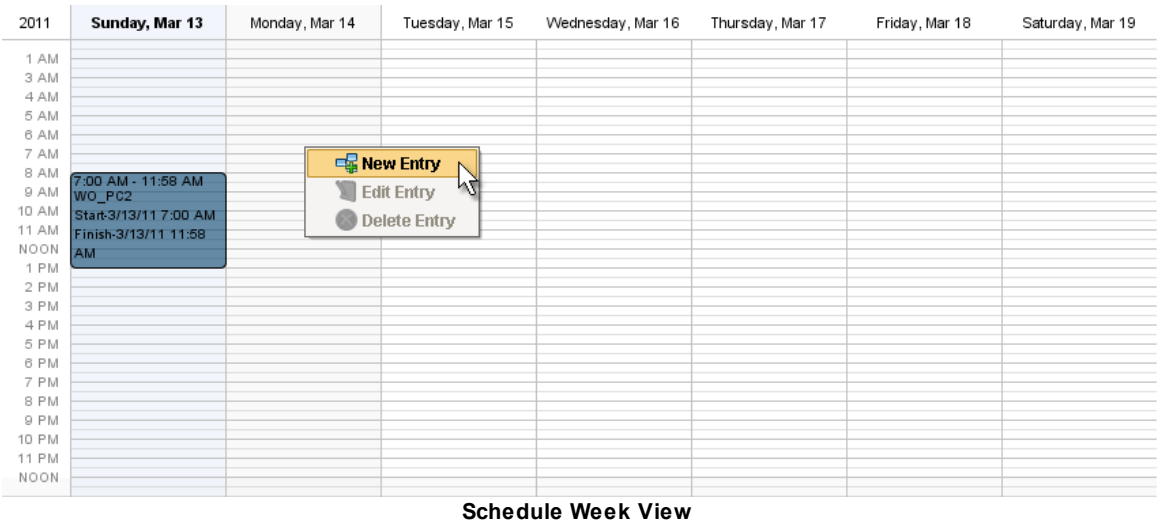 2011 Sunday, Mar 13 Monday, Mar 14 Tuesday, Mar 15 Wednesday, Mar 16 Thursday, Mar 17 Friday, Mar 18 Saturday, Mar 19
1 AM
3 AM
4 AM
5 AM
6 AM
7 AM
8 AM
9 AM
10 AM
11 AM
NOON
1 PM
2 PM
3 PM
4 PM
5 PM
6 PM
7 PM
8 PM
9 PM
10 PM
11 PM
NOON
7:00 AM - 11:58 AM
WO_PC2
Start-3/13/11 7:00 AM
Finish-3/13/11 11:58
AM
New Entry
Edit Entry
Delete Entry
Schedule Week View